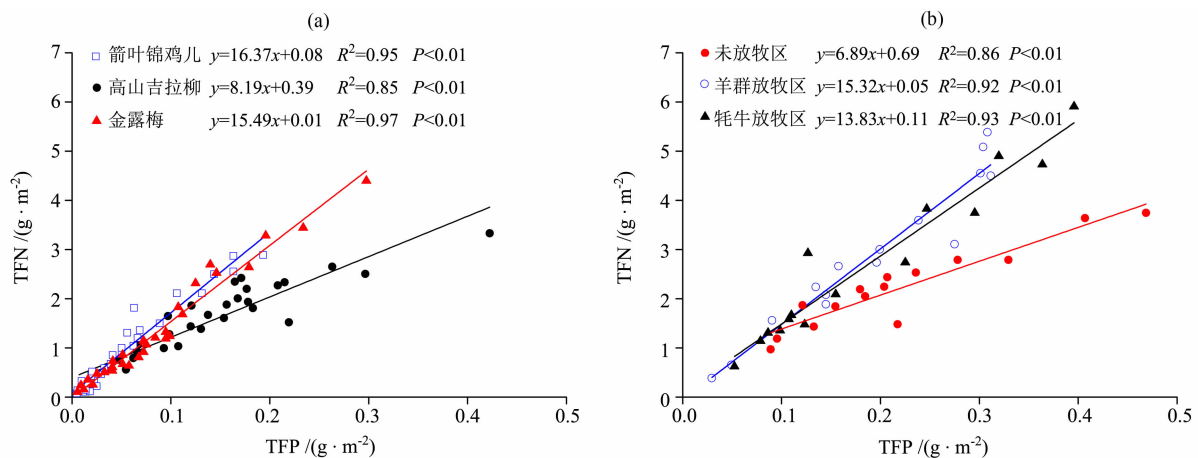 (a)
箭叶锦鸡儿 y=16.37x+0.08 R²=0.95 P<0.01
高山吉拉柳 y=8.19x+0.39 R²=0.85 P<0.01
金露梅 y=15.49x+0.01 R²=0.97 P<0.01
7
6
5
4
3
2
1
0
TFN /(g · m⁻²)
0 0.1 0.2 0.3 0.4 0.5
TFP /(g · m⁻²)
(b)
未放牧区 y=6.89x+0.69 R²=0.86 P<0.01
羊群放牧区 y=15.32x+0.05 R²=0.92 P<0.01
牦牛放牧区 y=13.83x+0.11 R²=0.93 P<0.01
7
6
5
4
3
2
1
0
TFN /(g · m⁻²)
0.0 0.1 0.2 0.3 0.4 0.5
TFP /(g · m⁻²)